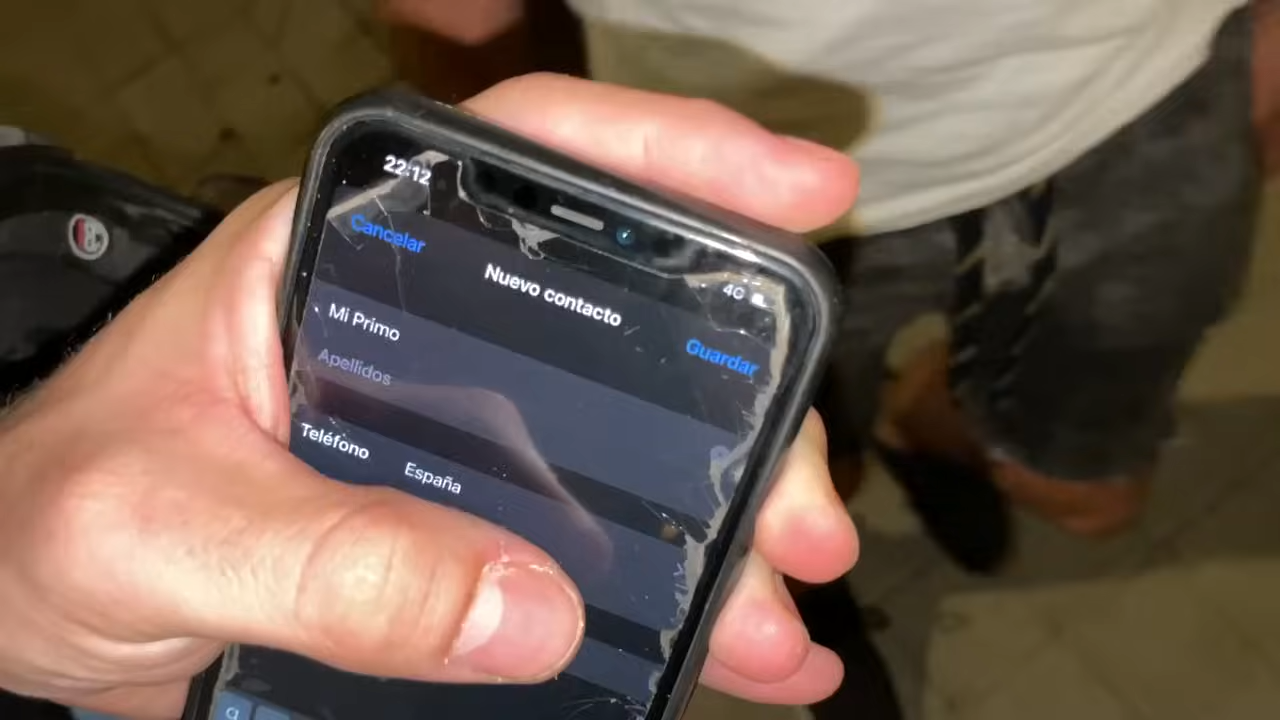 22:12
4G
Cancelar
Nuevo contacto
Guardar
Mi Primo
Apellidos
Teléfono
España
q